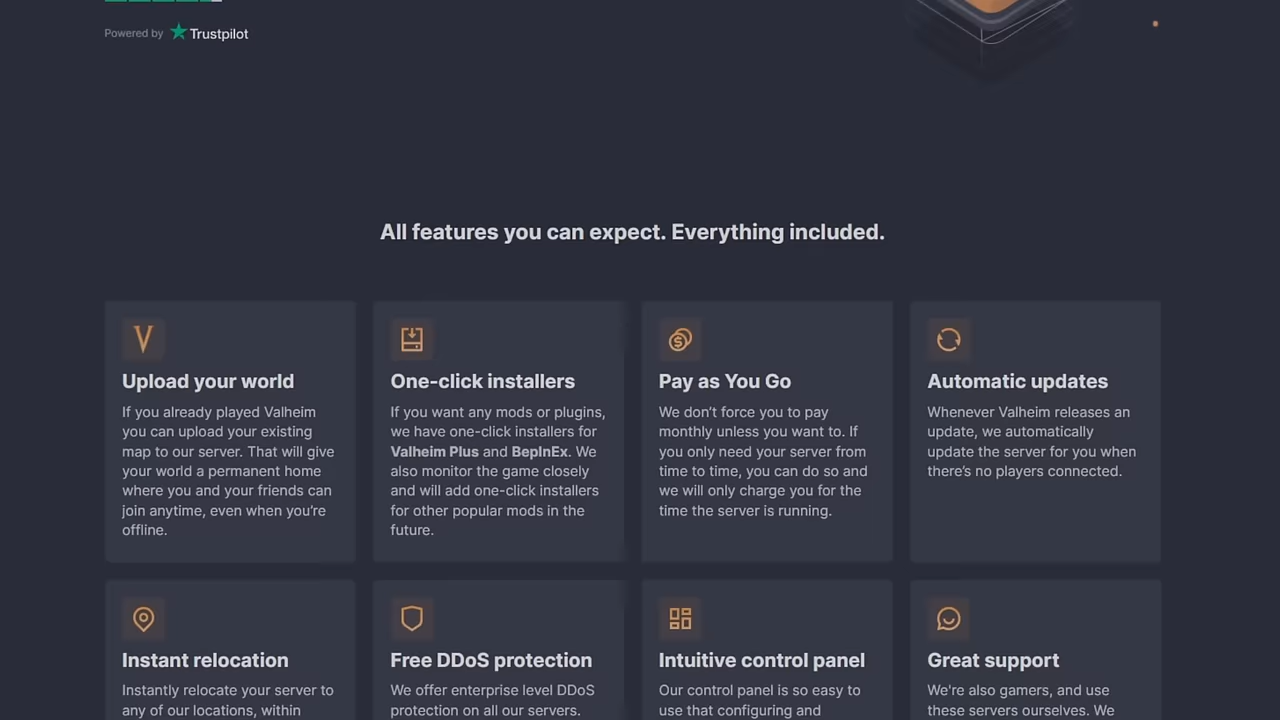 Powered by Trustpilot
All features you can expect. Everything included.
Upload your world
If you already played Valheim
you can upload your existing
map to our server. That will give
your world a permanent home
where you and your friends can
join anytime, even when you're
offline.
One-click installers
If you want any mods or plugins,
we have one-click installers for
Valheim Plus and BepInEx. We
also monitor the game closely
and will add one-click installers
for other popular mods in the
future.
Pay as You Go
We don't force you to pay
monthly unless you want to. If
you only need your server from
time to time, you can do so and
we will only charge you for the
time the server is running.
Automatic updates
Whenever Valheim releases an
update, we automatically
update the server for you when
there's no players connected.
Instant relocation
Instantly relocate your server to
any of our locations, within
Free DDoS protection
We offer enterprise level DDoS
protection on all our servers.
Intuitive control panel
Our control panel is so easy to
use that configuring and
Great support
We're also gamers, and use
these servers ourselves. We